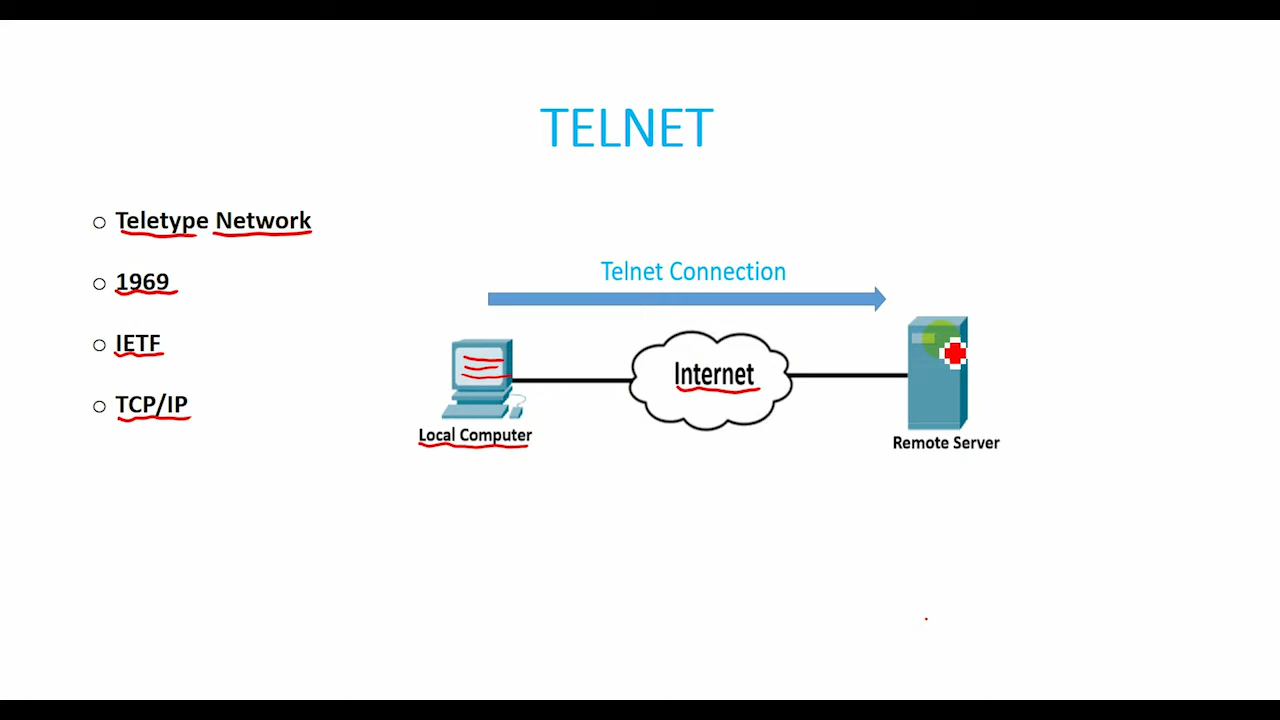 TELNET
Teletype Network
1969
IETF
TCP/IP
Telnet Connection
Internet
Local Computer
Remote Server